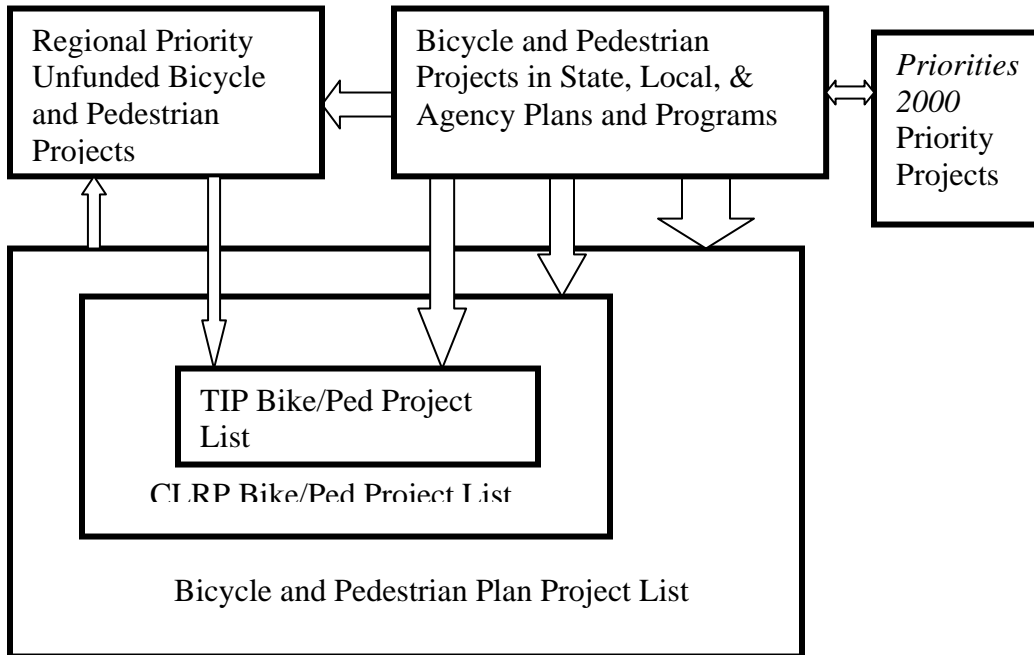 Regional Priority
Unfunded Bicycle
and Pedestrian
Projects
Bicycle and Pedestrian
Projects in State, Local, &
Agency Plans and Programs
Priorities
2000
Priority
Projects
TIP Bike/Ped Project
List
CLRP Bike/Ped Project List
Bicycle and Pedestrian Plan Project List